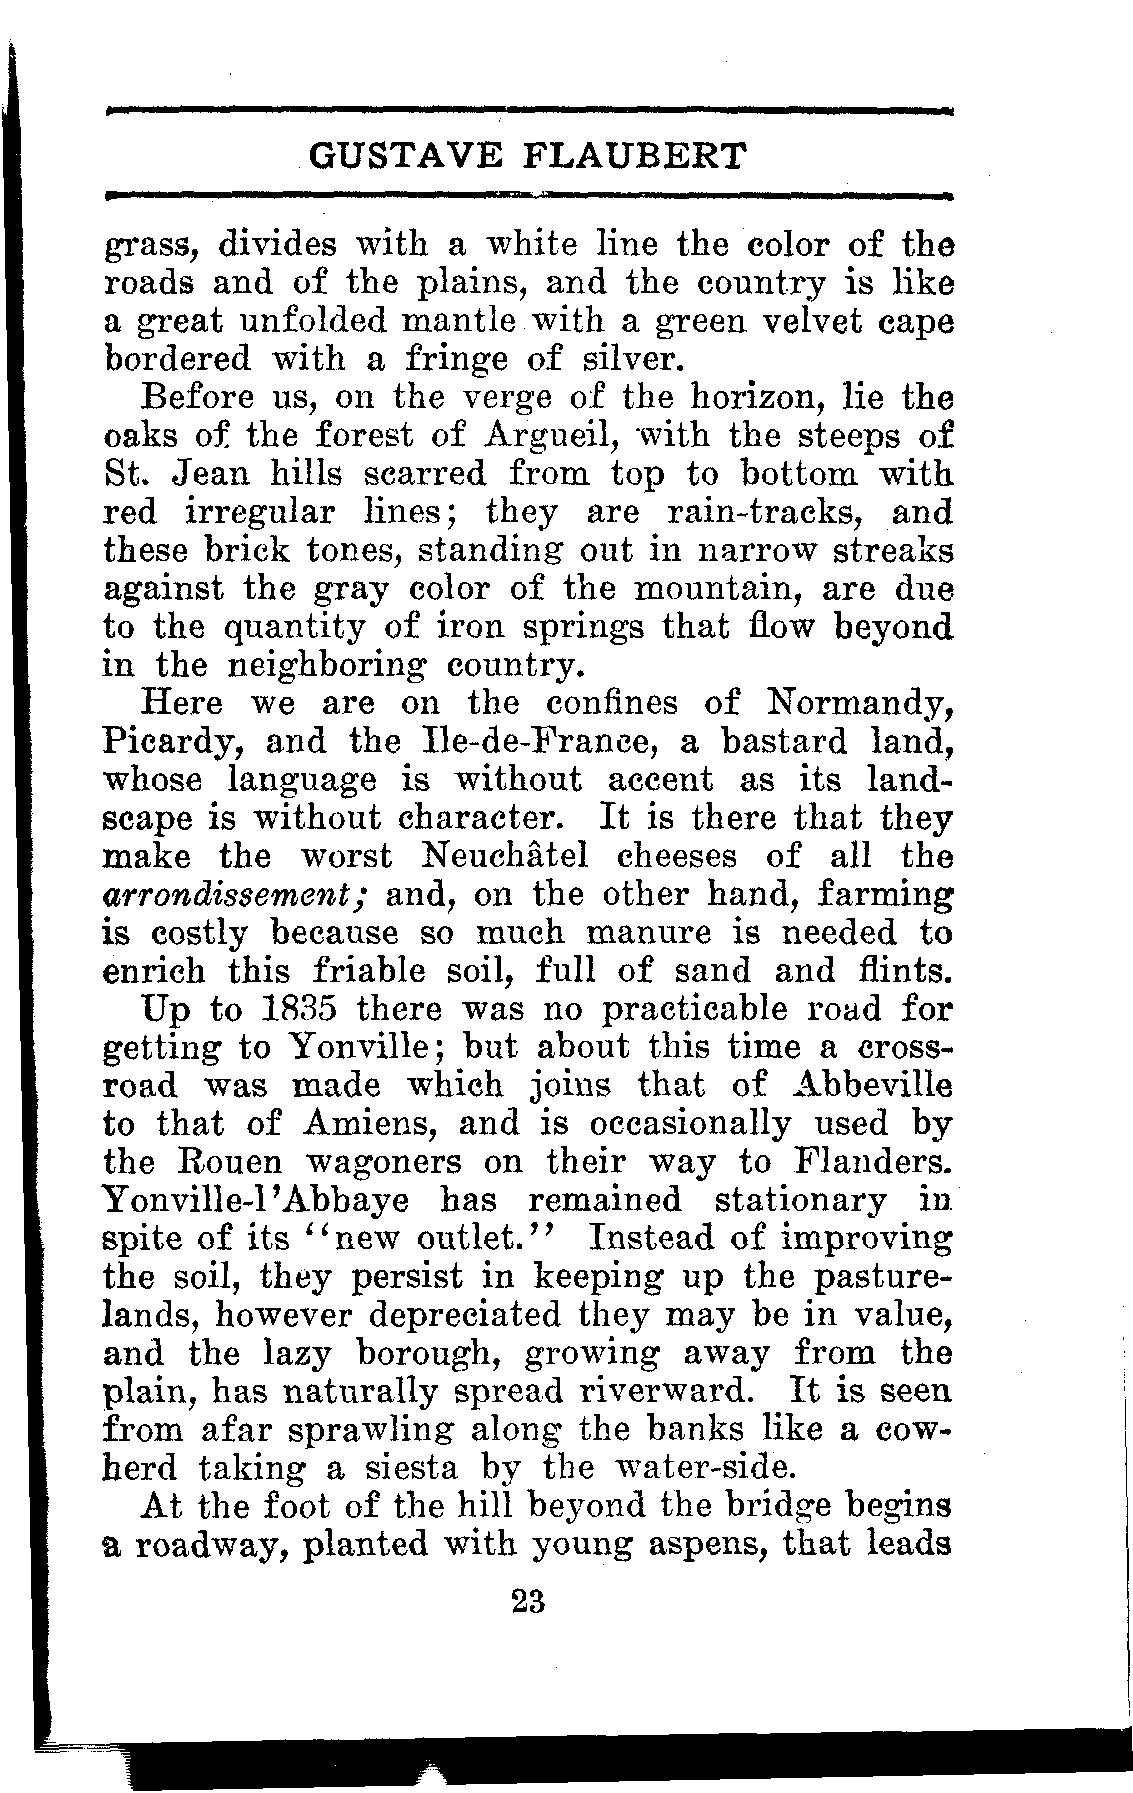 GUSTAVE FLAUBERT
grass, divides with a white line the color of the
roads and of the plains, and the country is like
a great unfolded mantle with a green velvet cape
bordered with a fringe of silver.
Before us, on the verge of the horizon, lie the
oaks of the forest of Argueil, with the steeps of
St. Jean hills scarred from top to bottom with
red irregular lines; they are rain-tracks, and
these brick tones, standing out in narrow streaks
against the gray color of the mountain, are due
to the quantity of iron springs that flow beyond
in the neighboring country.
Here we are on the confines of Normandy,
Picardy, and the Ile-de-France, a bastard land,
whose language is without accent as its land-
scape is without character. It is there that they
make the worst Neuchâtel cheeses of all the
arrondissement; and, on the other hand, farming
is costly because so much manure is needed to
enrich this friable soil, full of sand and flints.
Up to 1835 there was no practicable road for
getting to Yonville; but about this time a cross-
road was made which joins that of Abbeville
to that of Amiens, and is occasionally used by
the Rouen wagoners on their way to Flanders.
Yonville-l'Abbaye has remained stationary in
spite of its "new outlet." Instead of improving
the soil, they persist in keeping up the pasture-
lands, however depreciated they may be in value,
and the lazy borough, growing away from the
plain, has naturally spread riverward. It is seen
from afar sprawling along the banks like a cow-
herd taking a siesta by the water-side.
At the foot of the hill beyond the bridge begins
a roadway, planted with young aspens, that leads
23